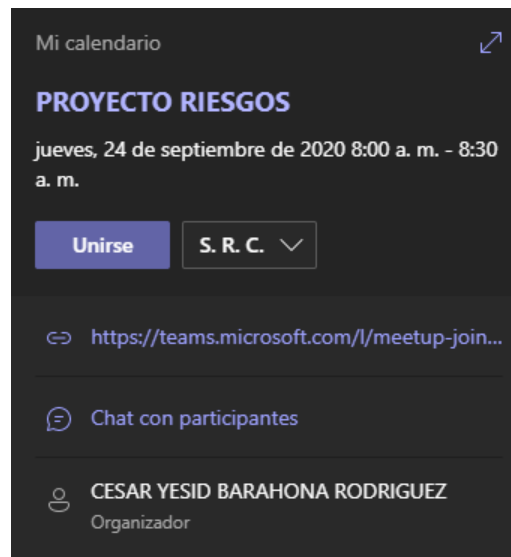 Mi calendario
PROYECTO RIESGOS
jueves, 24 de septiembre de 2020 8:00 a. m. - 8:30
a. m.
Unirse
S. R. C.
https://teams.microsoft.com/l/meetup-join...
Chat con participantes
CESAR YESID BARAHONA RODRIGUEZ
Organizador